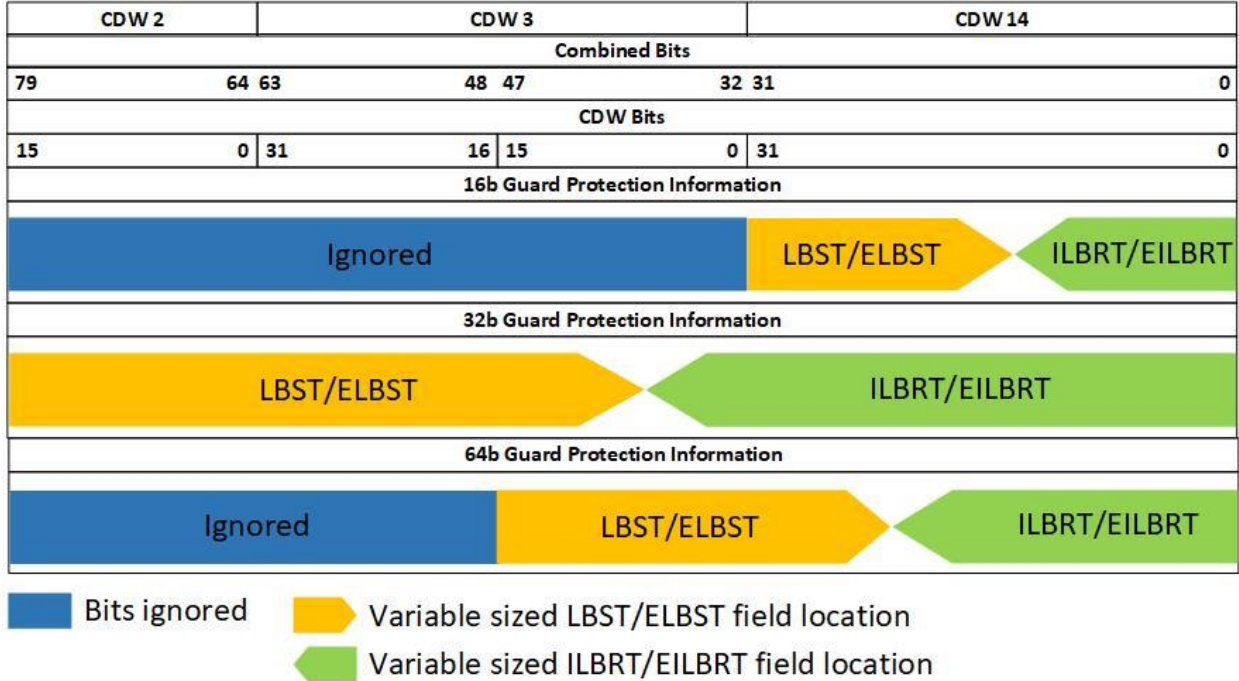 CDW 2 CDW 3 CDW 14
Combined Bits
79 64 63 48 47 32 31 0
CDW Bits
15 0 31 16 15 0 31 0
16b Guard Protection Information
Ignored LBST/ELBST ILBRT/EILBRT
32b Guard Protection Information
LBST/ELBST ILBRT/EILBRT
64b Guard Protection Information
Ignored LBST/ELBST ILBRT/EILBRT
Bits ignored Variable sized LBST/ELBST field location
Variable sized ILBRT/EILBRT field location